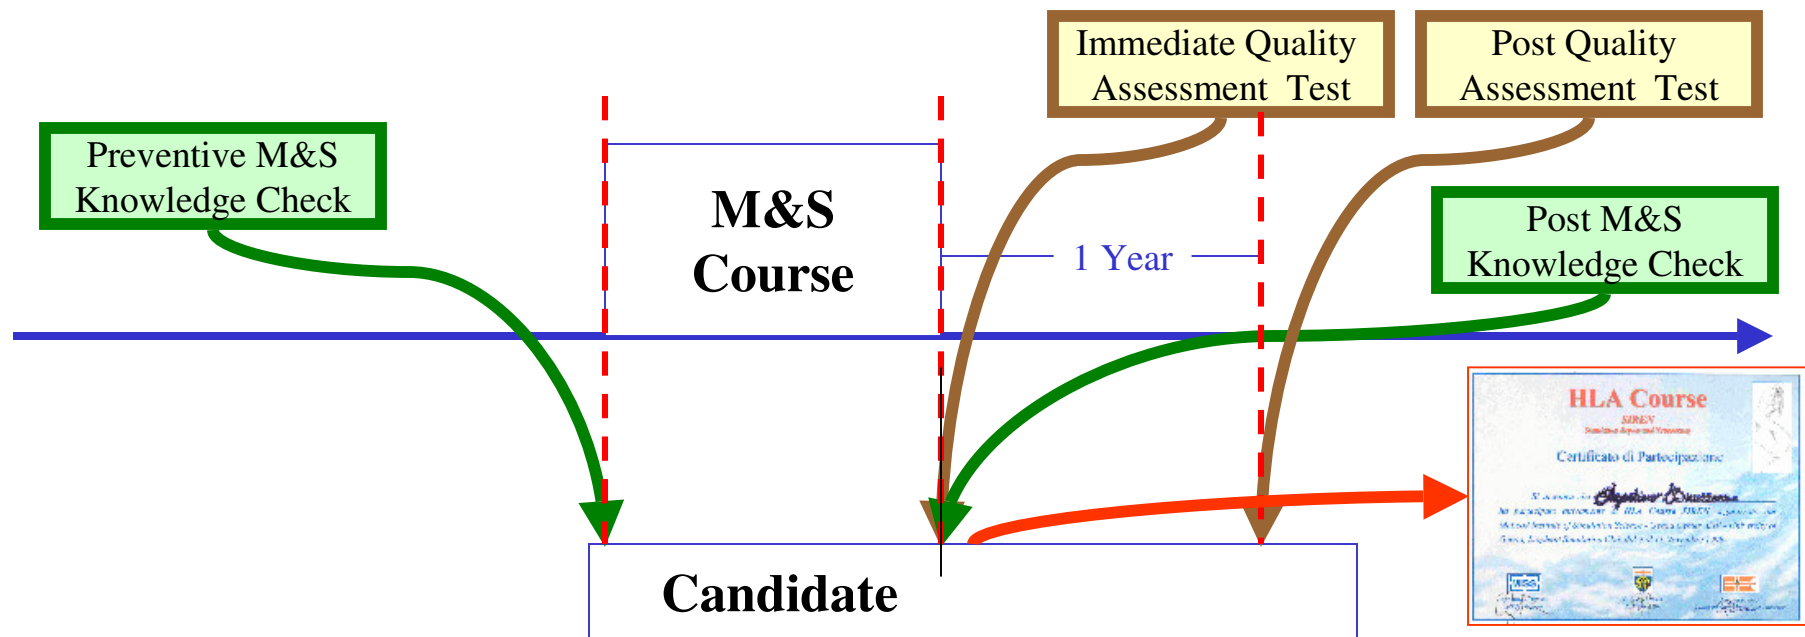 Immediate Quality
Assessment Test
Post Quality
Assessment Test
Preventive M&S
Knowledge Check
M&S
Course
1 Year
Post M&S
Knowledge Check
HLA Course
SIREN
Certificato di Partecipazione
Candidate